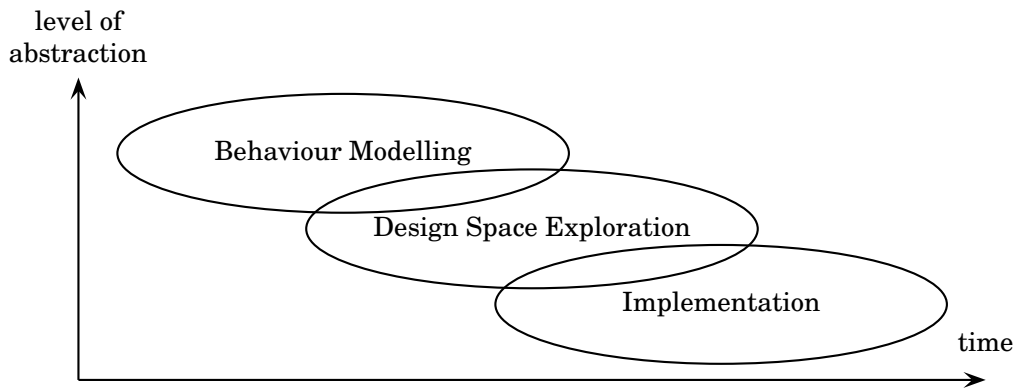 level of
abstraction
Behaviour Modelling
Design Space Exploration
Implementation
time